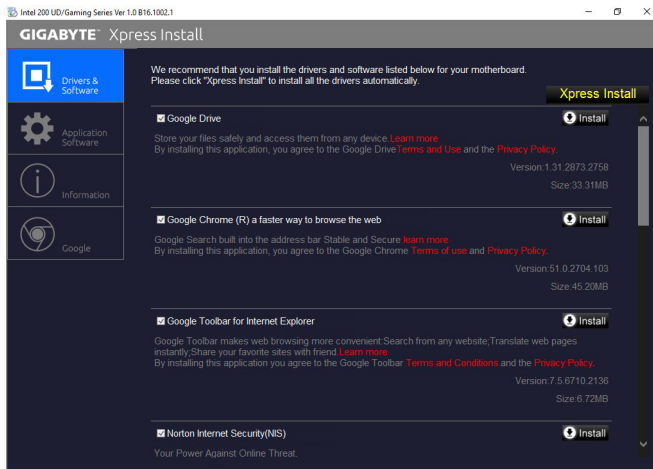 Intel 200 UD/Gaming Series Ver 1.0 B16.1002.1
GIGABYTE™ Xpress Install
Drivers &
Software
Application
Software
Information
Google
We recommend that you install the drivers and software listed below for your motherboard.
Please click "Xpress Install" to install all the drivers automatically.
Xpress Install
Google Drive
Install
Store your files safely and access them from any device.Learn more
By installing this application, you agree to the Google DriveTerms and Use and the Privacy Policy.
Version:1.31.2873.2758
Size:33.31MB
Google Chrome (R) a faster way to browse the web
Install
Google Search built into the address bar Stable and Secure learn more
By installing this application, you agree to the Google Chrome Terms of use and Privacy Policy.
Version:51.0.2704.103
Size:45.20MB
Google Toolbar for Internet Explorer
Install
Google Toolbar makes web browsing more convenient:Search from any website;Translate web pages
instantly;Share your favorite sites with friend.Learn more
By installing this application you agree to the Google Toolbar Terms and Conditions and the Privacy Policy.
Version:7.5.6710.2136
Size:6.72MB
Norton Internet Security(NIS)
Install
Your Power Against Online Threat.